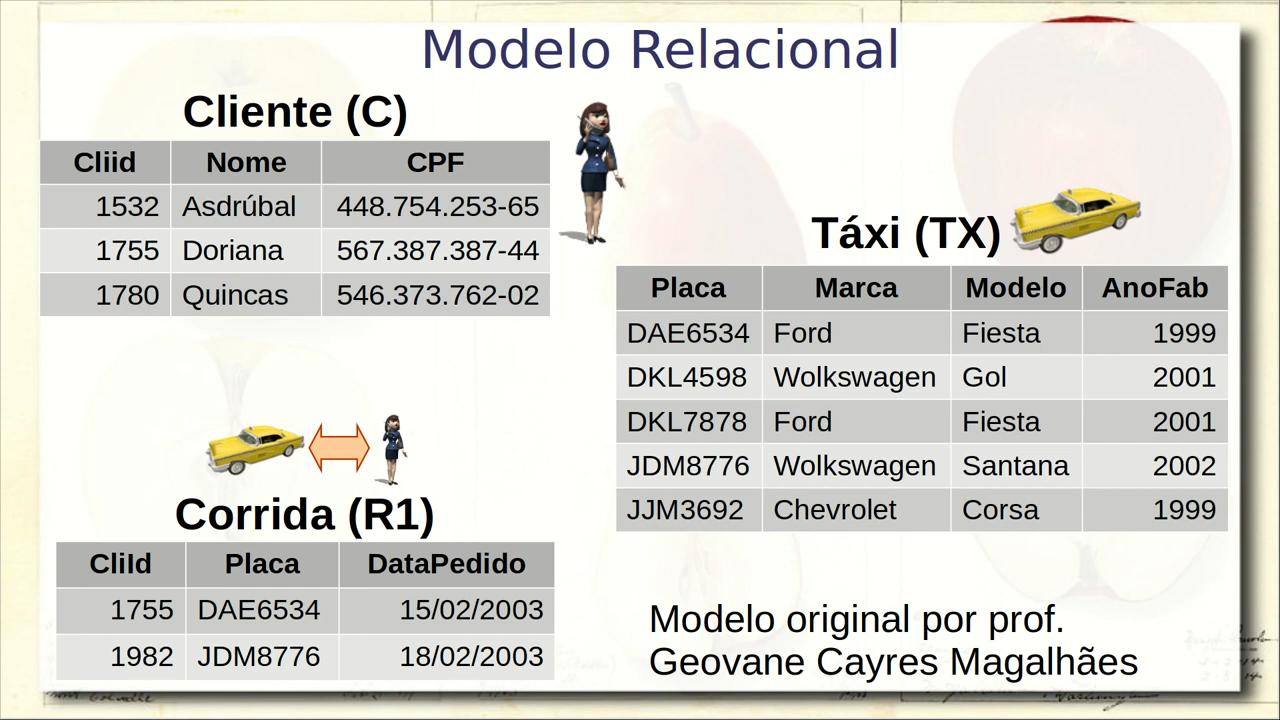 Modelo Relacional
Cliente (C)
Cliid Nome CPF
1532 Asdrúbal 448.754.253-65
1755 Doriana 567.387.387-44
1780 Quincas 546.373.762-02
Táxi (TX)
Placa Marca Modelo AnoFab
DAE6534 Ford Fiesta 1999
DKL4598 Wolkswagen Gol 2001
DKL7878 Ford Fiesta 2001
JDM8776 Wolkswagen Santana 2002
JJM3692 Chevrolet Corsa 1999
Corrida (R1)
CliId Placa DataPedido
1755 DAE6534 15/02/2003
1982 JDM8776 18/02/2003
Modelo original por prof.
Geovane Cayres Magalhães